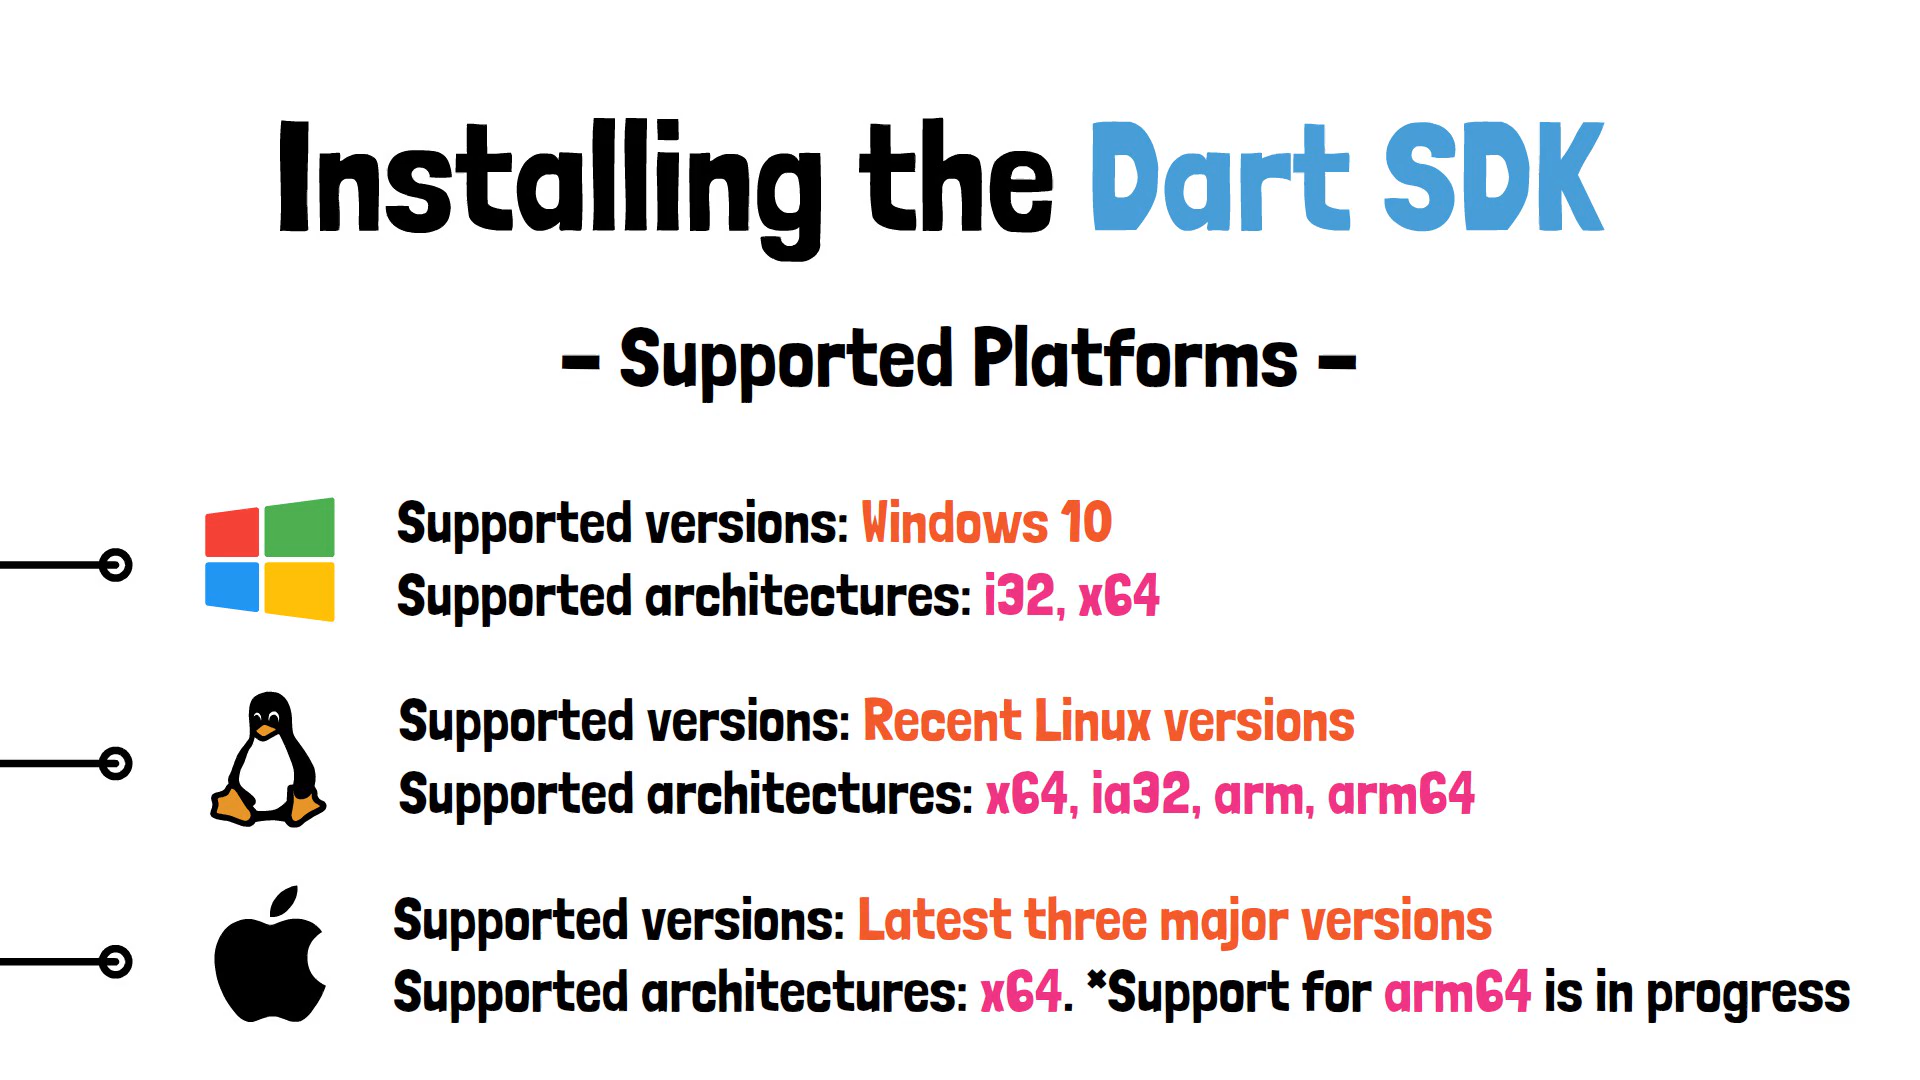 Installing the Dart SDK
- Supported Platforms -
Supported versions: Windows 10
Supported architectures: i32, x64
Supported versions: Recent Linux versions
Supported architectures: x64, ia32, arm, arm64
Supported versions: Latest three major versions
Supported architectures: x64. *Support for arm64 is in progress